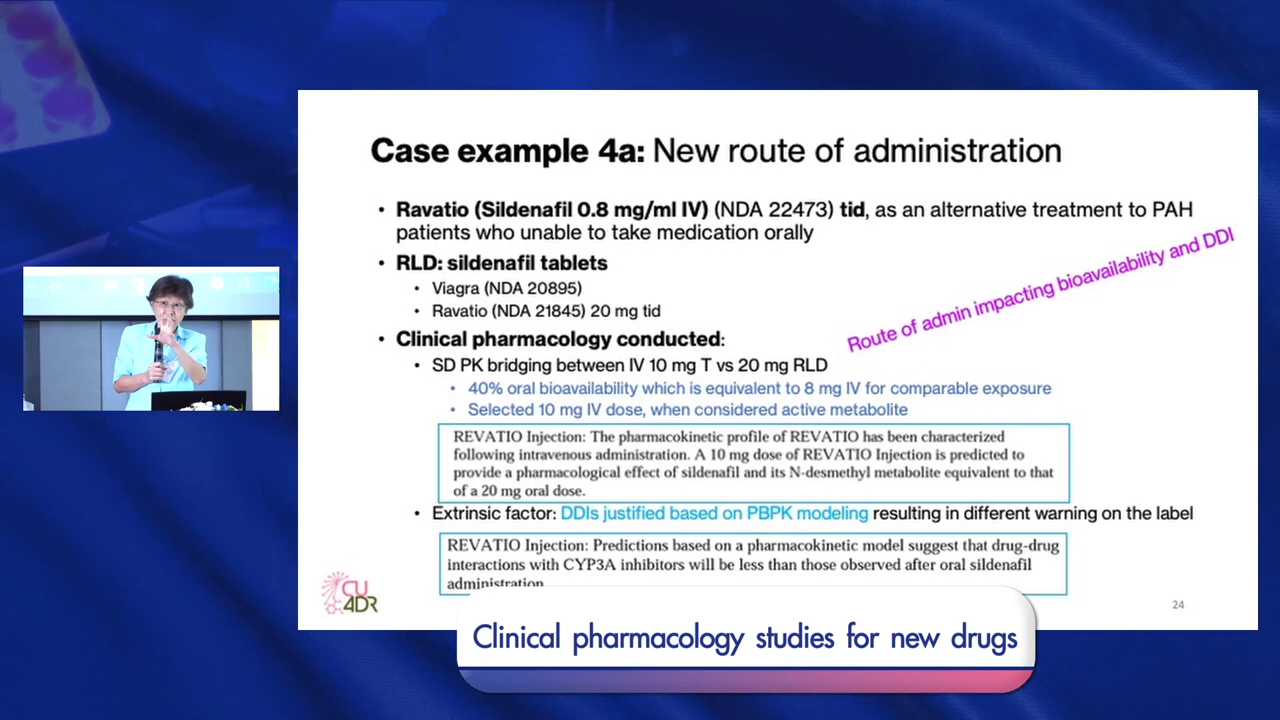 Case example 4a: New route of administration
• Ravatio (Sildenafil 0.8 mg/ml IV) (NDA 22473) tid, as an alternative treatment to PAH
patients who unable to take medication orally
• RLD: sildenafil tablets
• Viagra (NDA 20895)
• Ravatio (NDA 21845) 20 mg tid
Route of admin impacting bioavailability and DDI
• Clinical pharmacology conducted:
• SD PK bridging between IV 10 mg T vs 20 mg RLD
• 40% oral bioavailability which is equivalent to 8 mg IV for comparable exposure
• Selected 10 mg IV dose, when considered active metabolite
REVATIO Injection: The pharmacokinetic profile of REVATIO has been characterized
following intravenous administration. A 10 mg dose of REVATIO Injection is predicted to
provide a pharmacological effect of sildenafil and its N-desmethyl metabolite equivalent to that
of a 20 mg oral dose.
• Extrinsic factor: DDIs justified based on PBPK modeling resulting in different warning on the label
REVATIO Injection: Predictions based on a pharmacokinetic model suggest that drug-drug
interactions with CYP3A inhibitors will be less than those observed after oral sildenafil
administration
CU
4DR
24
Clinical pharmacology studies for new drugs